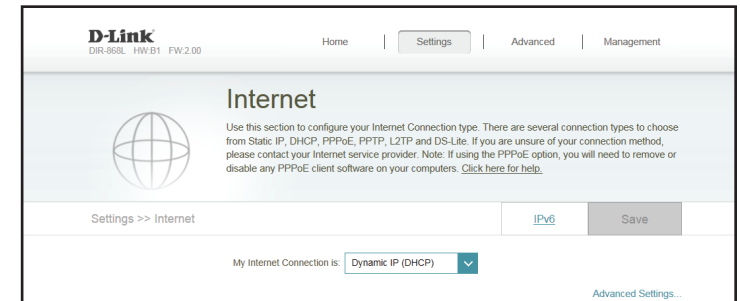 D-Link
DIR-868L HW:B1 FW:2.00
Home Settings Advanced Management
Internet
Use this section to configure your Internet Connection type. There are several connection types to choose
from Static IP, DHCP, PPPoE, PPTP, L2TP and DS-Lite. If you are unsure of your connection method,
please contact your Internet service provider. Note: If using the PPPoE option, you will need to remove or
disable any PPPoE client software on your computers. Click here for help.
Settings >> Internet IPv6 Save
My Internet Connection is: Dynamic IP (DHCP)
Advanced Settings...